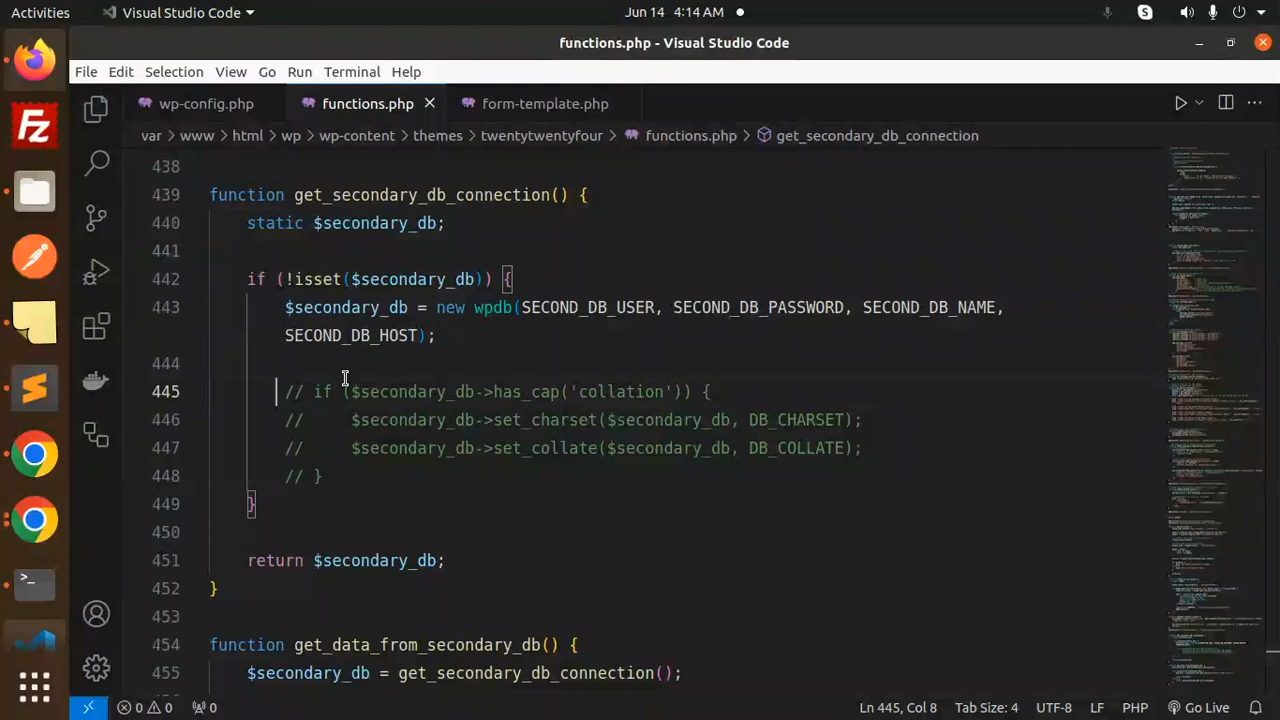 Activities
Visual Studio Code
Jun 14 4:14 AM
functions.php - Visual Studio Code
File Edit Selection View Go Run Terminal Help
wp-config.php
functions.php
form-template.php
var > www > html > wp > wp-content > themes > twentytwentyfour > functions.php > get_secondary_db_connection
438
439 function get_secondary_db_connection() {
440 static $secondary_db;
441
442 if (!isset($secondary_db)) {
443 $secondary_db = new wpdb(SECOND_DB_USER, SECOND_DB_PASSWORD, SECOND_DB_NAME,
SECOND_DB_HOST);
444
445 // if ($secondary_db->has_cap('collation')) {
446 // $secondary_db->set_charset($secondary_db->dbh, DB_CHARSET);
447 // $secondary_db->set_collate($secondary_db->dbh, DB_COLLATE);
448 // }
449 }
450
451 return $secondary_db;
452 }
453
454 function get_data_from_secondary_db() {
455 $secondary_db = get_secondary_db_connection();
0 0 0
Ln 445, Col 8
Tab Size: 4
UTF-8
LF
PHP
Go Live